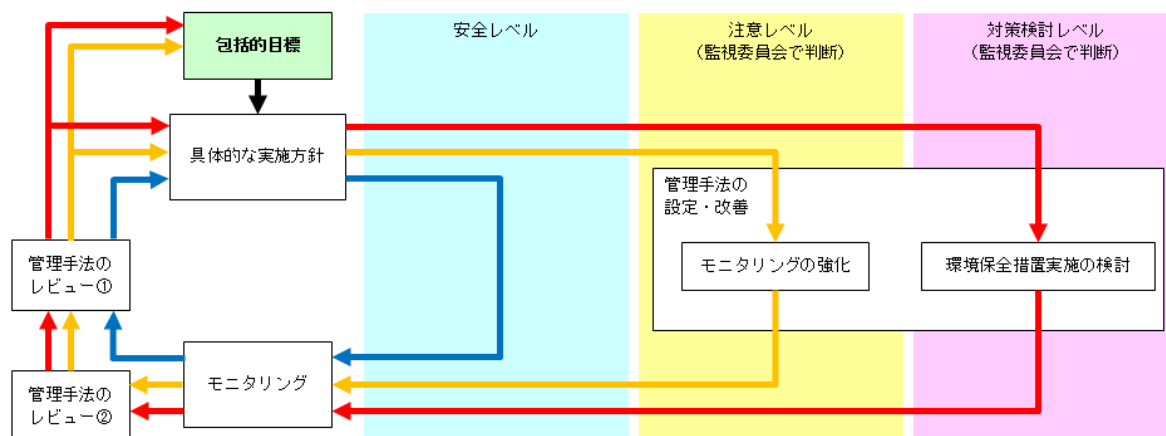 包括的目標
安全レベル
注意レベル
（監視委員会で判断）
対策検討レベル
（監視委員会で判断）
具体的な実施方針
管理手法の
設定・改善
管理手法の
レビュー①
モニタリングの強化
環境保全措置実施の検討
モニタリング
管理手法の
レビュー②